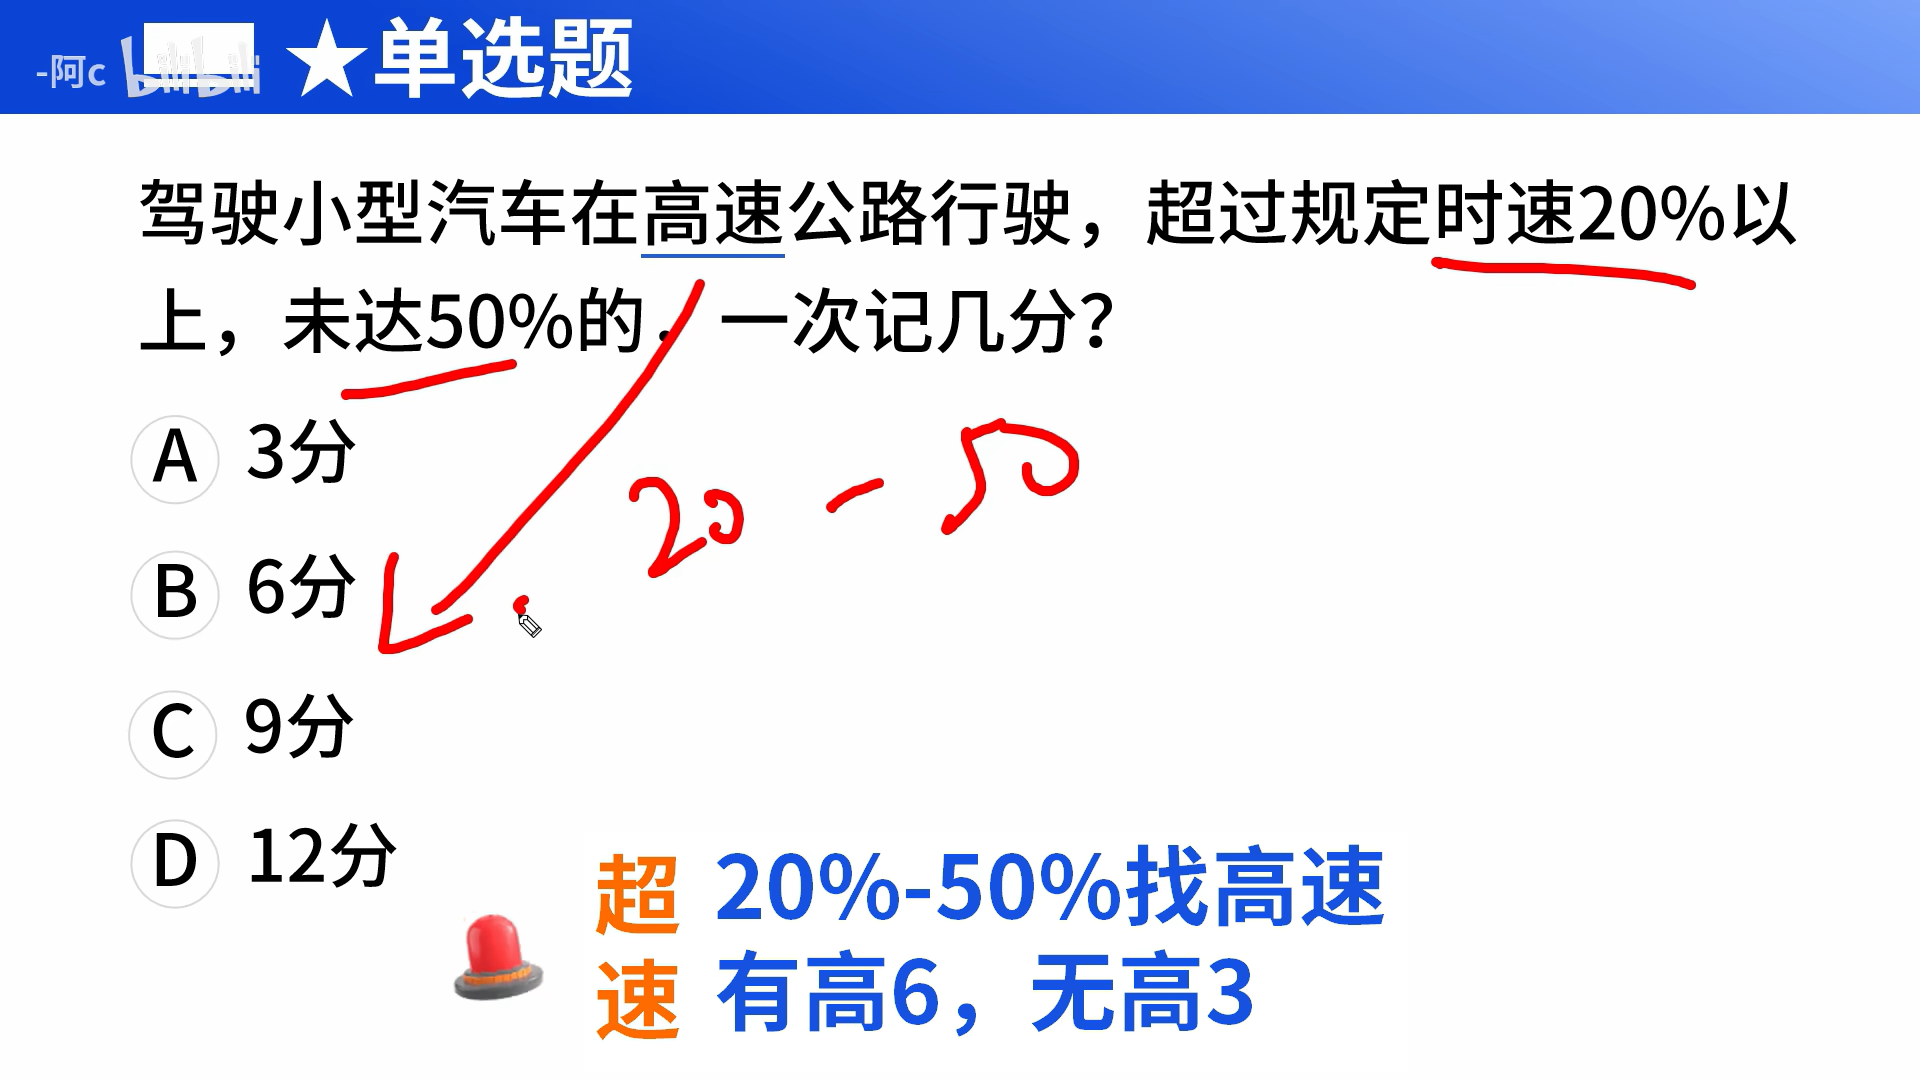 -阿c bilibili ★单选题
驾驶小型汽车在高速公路行驶，超过规定时速20%以
上，未达50%的，一次记几分？
A 3分
20 - 50
B 6分
C 9分
D 12分
超 20%-50%找高速
速 有高6，无高3